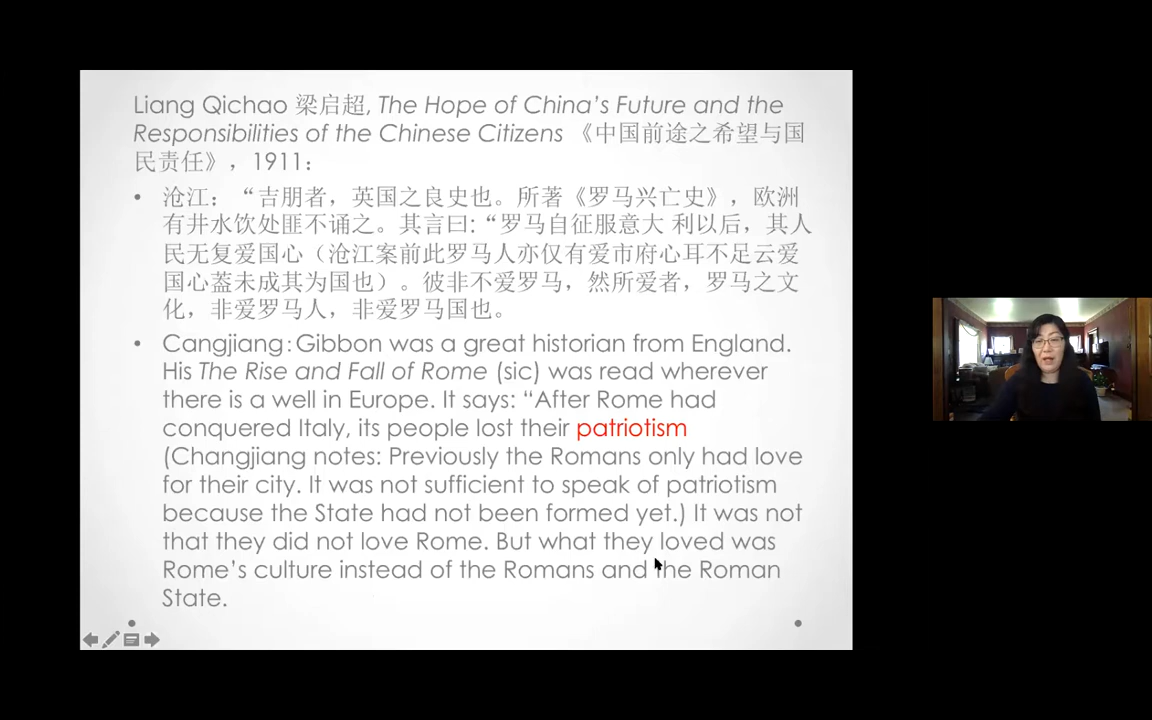 Liang Qichao 梁启超, The Hope of China's Future and the
Responsibilities of the Chinese Citizens 《中国前途之希望与国
民责任》, 1911:
• 沧江：“吉朋者，英国之良史也。所著《罗马兴亡史》，欧洲
有井水饮处匪不诵之。其言曰:“罗马自征服意大 利以后，其人
民无复爱国心（沧江案前此罗马人亦仅有爱市府心耳不足云爱
国心葢未成其为国也）。彼非不爱罗马，然所爱者，罗马之文
化，非爱罗马人，非爱罗马国也。
• Cangjiang: Gibbon was a great historian from England.
His The Rise and Fall of Rome (sic) was read wherever
there is a well in Europe. It says: “After Rome had
conquered Italy, its people lost their patriotism
(Changjiang notes: Previously the Romans only had love
for their city. It was not sufficient to speak of patriotism
because the State had not been formed yet.) It was not
that they did not love Rome. But what they loved was
Rome's culture instead of the Romans and the Roman
State.